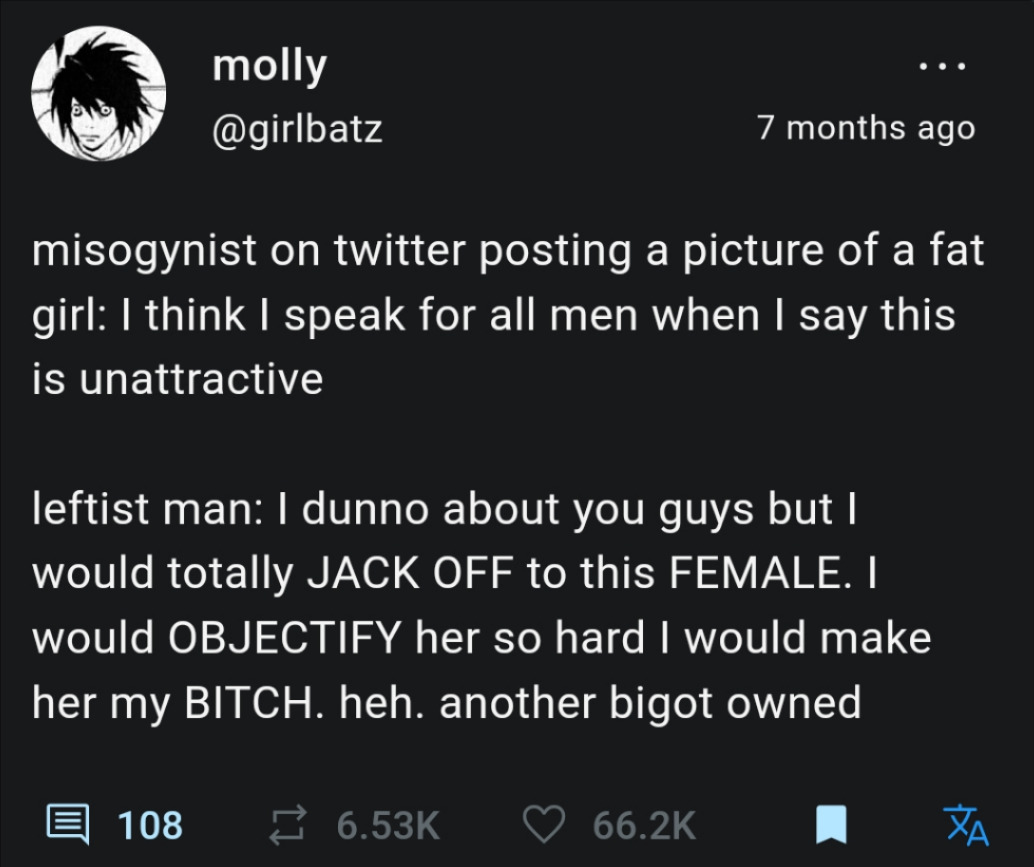 molly
...
@girlbatz
7 months ago
misogynist on twitter posting a picture of a fat
girl: I think I speak for all men when I say this
is unattractive
leftist man: I dunno about you guys but I
would totally JACK OFF to this FEMALE. I
would OBJECTIFY her so hard I would make
her my BITCH. heh. another bigot owned
108 6.53K 66.2K